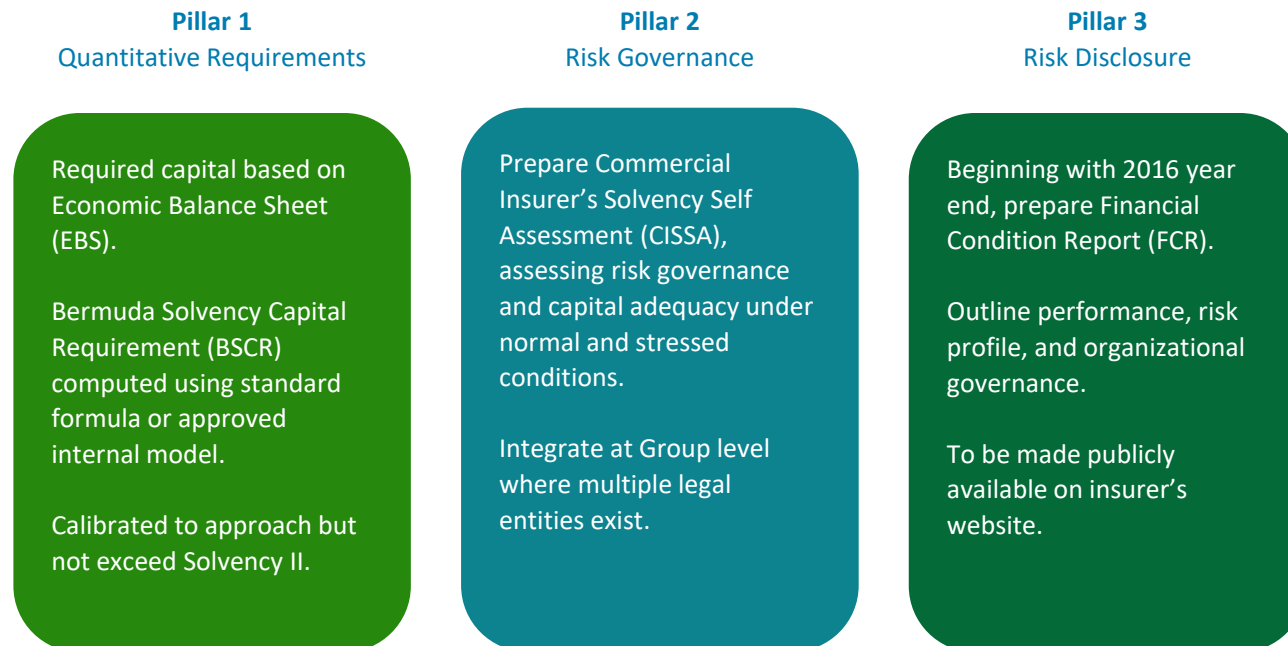 Pillar 1
Quantitative Requirements
Required capital based on
Economic Balance Sheet
(EBS).
Bermuda Solvency Capital
Requirement (BSCR)
computed using standard
formula or approved
internal model.
Calibrated to approach but
not exceed Solvency II.
Pillar 2
Risk Governance
Prepare Commercial
Insurer’s Solvency Self
Assessment (CISSA),
assessing risk governance
and capital adequacy under
normal and stressed
conditions.
Integrate at Group level
where multiple legal
entities exist.
Pillar 3
Risk Disclosure
Beginning with 2016 year
end, prepare Financial
Condition Report (FCR).
Outline performance, risk
profile, and organizational
governance.
To be made publicly
available on insurer’s
website.